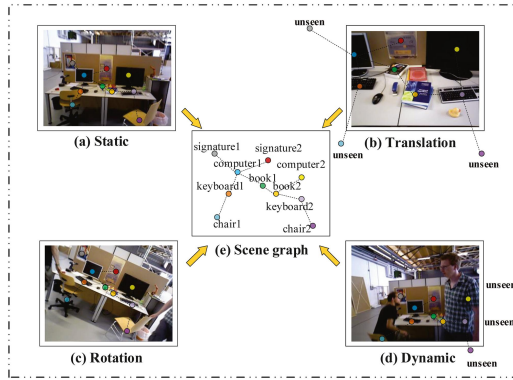 unseen
(a) Static
(b) Translation
unseen
unseen
signature1
signature2
computer1
computer2
book1
keyboard1
book2
keyboard2
chair1
chair2
(e) Scene graph
unseen
unseen
(c) Rotation
(d) Dynamic
unseen